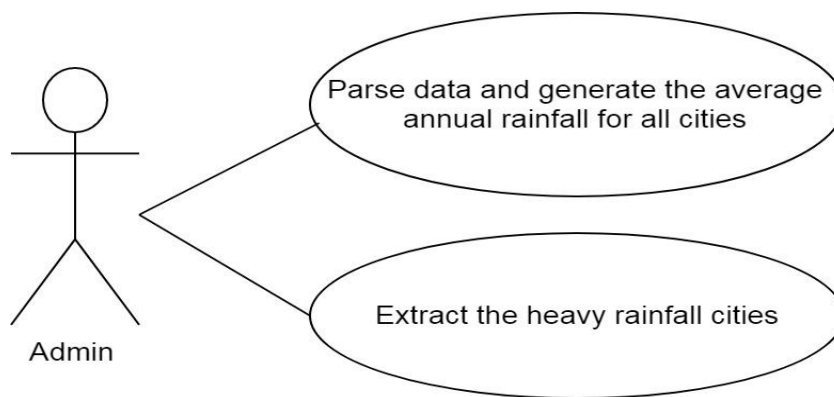 Parse data and generate the average
annual rainfall for all cities
Extract the heavy rainfall cities
Admin